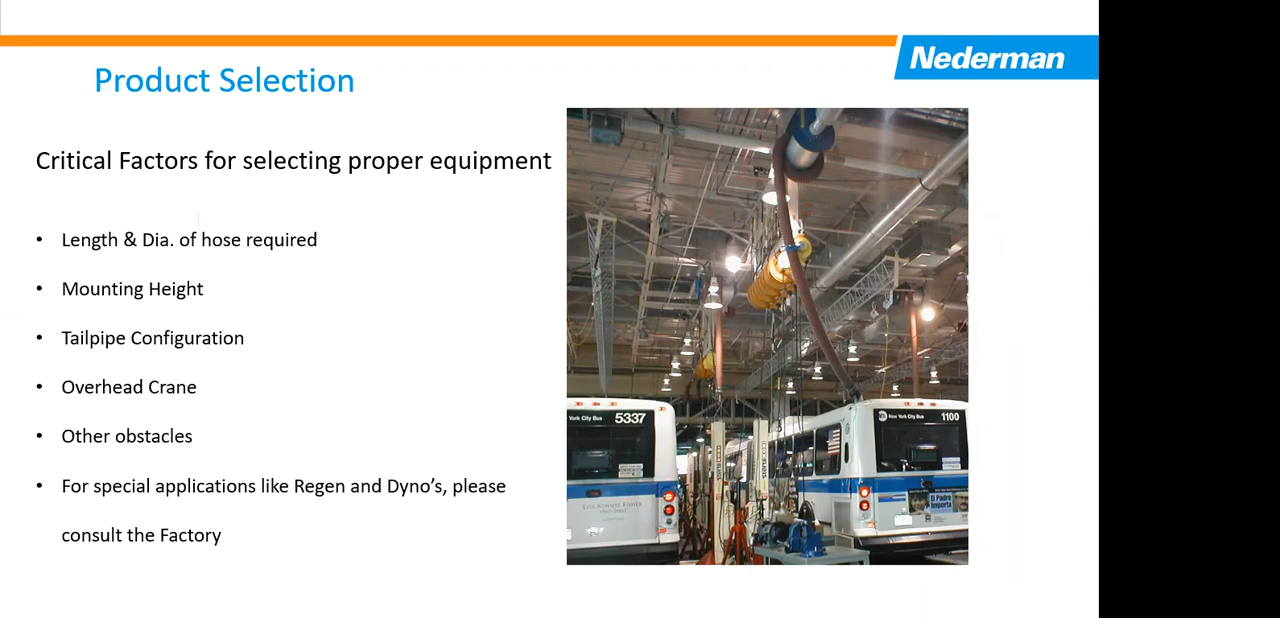 Nederman
Product Selection
Critical Factors for selecting proper equipment
• Length & Dia. of hose required
• Mounting Height
• Tailpipe Configuration
• Overhead Crane
• Other obstacles
• For special applications like Regen and Dyno’s, please
consult the Factory
York City Bus 5337
New York City Bus 1100
El Padre